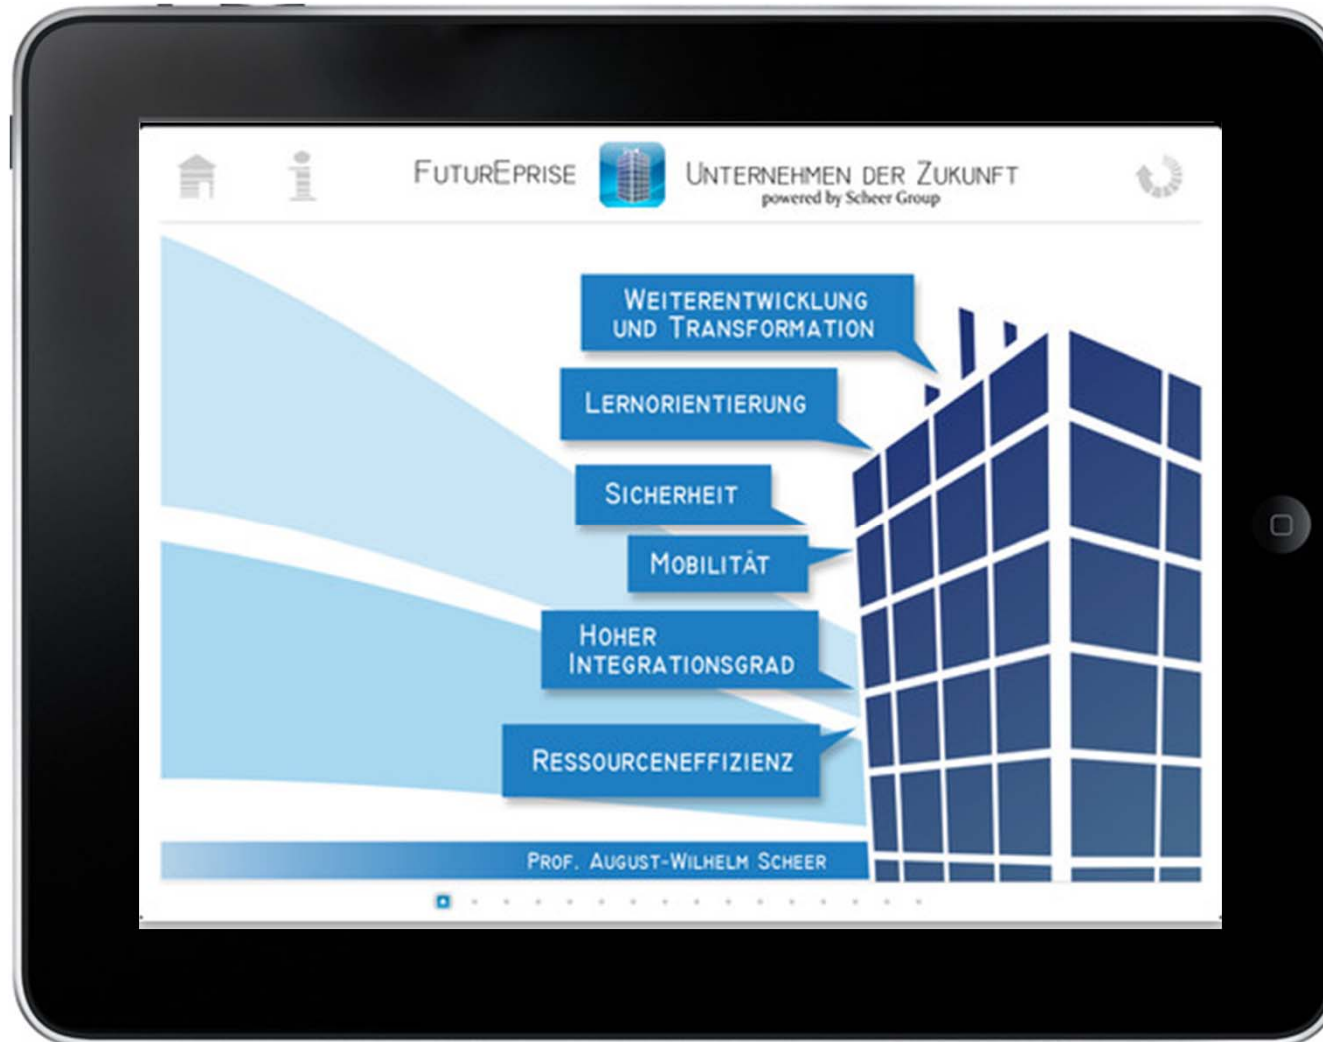 FuturEprise
Unternehmen der Zukunft
powered by Scheer Group
Weiterentwicklung
und Transformation
Lernorientierung
Sicherheit
Mobilität
Hoher
Integrationsgrad
Ressourceneffizienz
Prof. August-Wilhelm Scheer